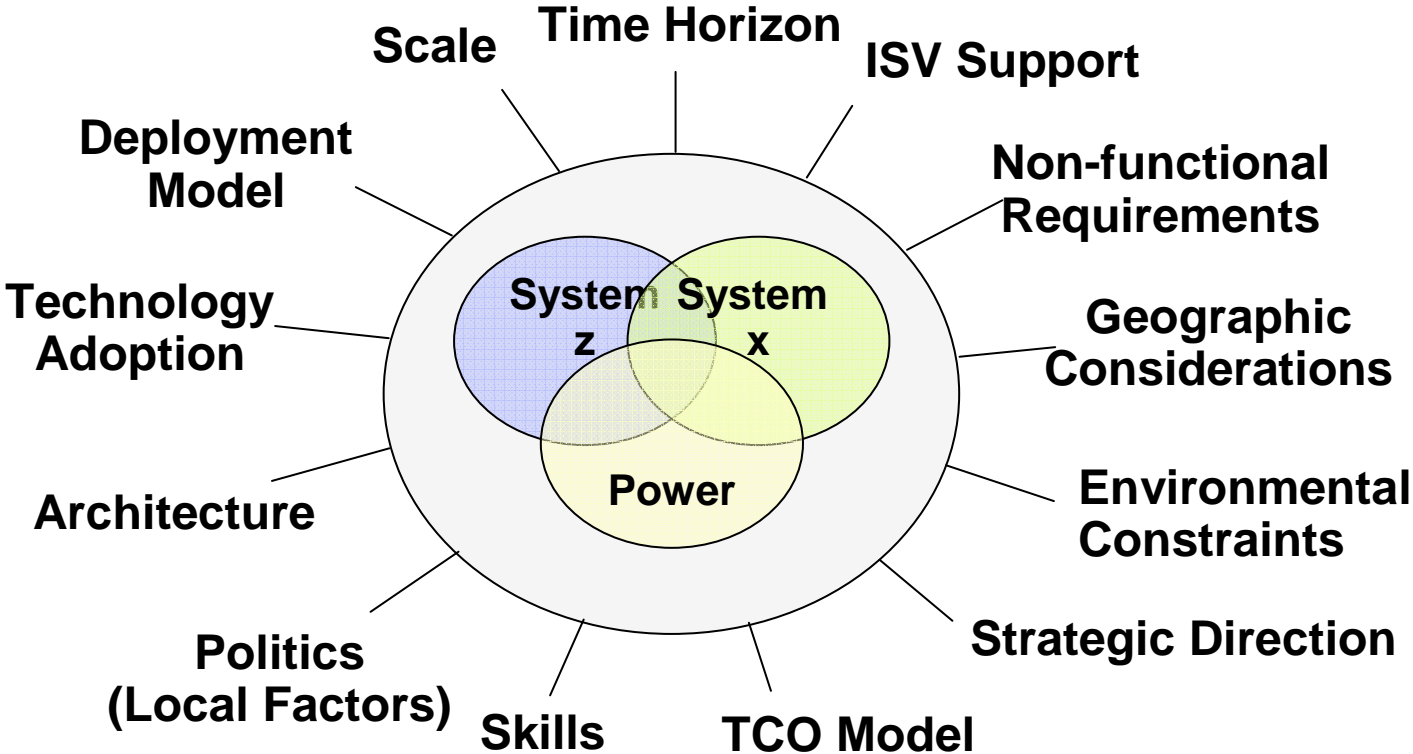 Time Horizon
Scale
ISV Support
Deployment
Model
Non-functional
Requirements
Technology
Adoption
System
z
System
x
Geographic
Considerations
Power
Architecture
Environmental
Constraints
Politics
(Local Factors)
Strategic Direction
Skills
TCO Model